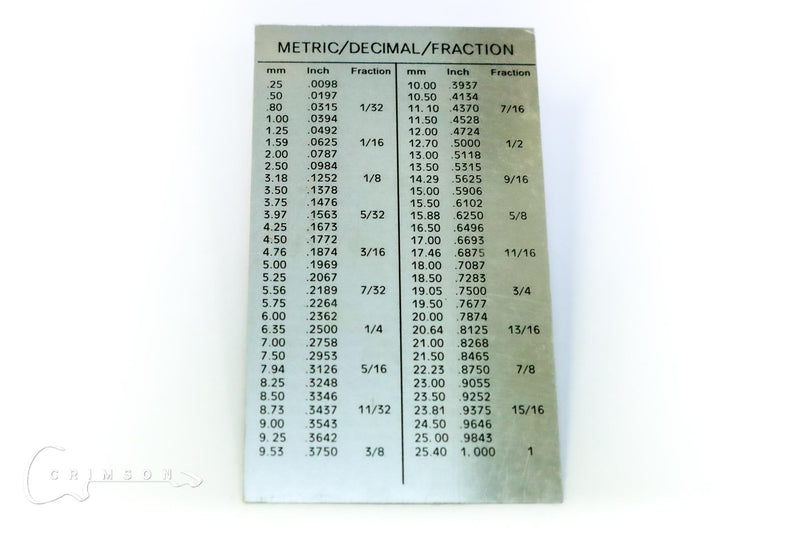 METRIC/DECIMAL/FRACTION
mm Inch Fraction
.25 .0098
.50 .0197
.80 .0315 1/32
1.00 .0394
1.25 .0492
1.59 .0625 1/16
2.00 .0787
2.50 .0984
3.18 .1252 1/8
3.50 .1378
3.75 .1476
3.97 .1563 5/32
4.25 .1673
4.50 .1772
4.76 .1874 3/16
5.00 .1969
5.25 .2067
5.56 .2189 7/32
5.75 .2264
6.00 .2362
6.35 .2500 1/4
7.00 .2758
7.50 .2953
7.94 .3126 5/16
8.25 .3248
8.50 .3346
8.73 .3437 11/32
9.00 .3543
9.25 .3642
9.53 .3750 3/8
mm Inch Fraction
10.00 .3937
10.50 .4134
11.10 .4370 7/16
11.50 .4528
12.00 .4724
12.70 .5000 1/2
13.00 .5118
13.50 .5315
14.29 .5625 9/16
15.00 .5906
15.50 .6102
15.88 .6250 5/8
16.50 .6496
17.00 .6693
17.46 .6875 11/16
18.00 .7087
18.50 .7283
19.05 .7500 3/4
19.50 .7677
20.00 .7874
20.64 .8125 13/16
21.00 .8268
21.50 .8465
22.23 .8750 7/8
23.00 .9055
23.50 .9252
23.81 .9375 15/16
24.50 .9646
25.00 .9843
25.40 1.000 1
CRIMSON